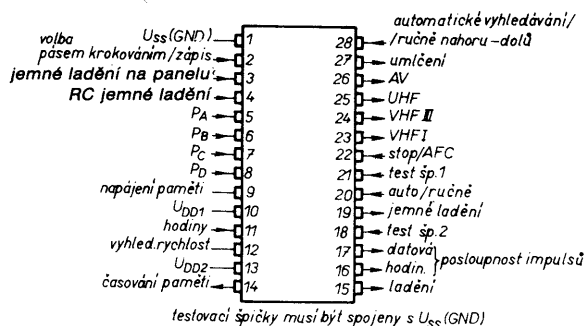 automatické vyhledávání/
/ručně nahoru-dolů
volba
pásem krokováním/zápis
jemné ladění na panelu
RC jemné ladění
Uss(GND) 1
2
3
4
PA 5
PB 6
PC 7
PD 8
napájení paměti 9
UDD1 10
hodiny 11
vyhled.rychlost 12
UDD2 13
časování paměti 14
28
27 umlčení
26 AV
25 UHF
24 VHF III
23 VHF I
22 stop/AFC
21 test šp.1
20 auto/ručně
19 jemné ladění
18 test šp.2
17 datová
16 hodin. } posloupnost impulsů
15 ladění
testovací špičky musí být spojeny s USS(GND)